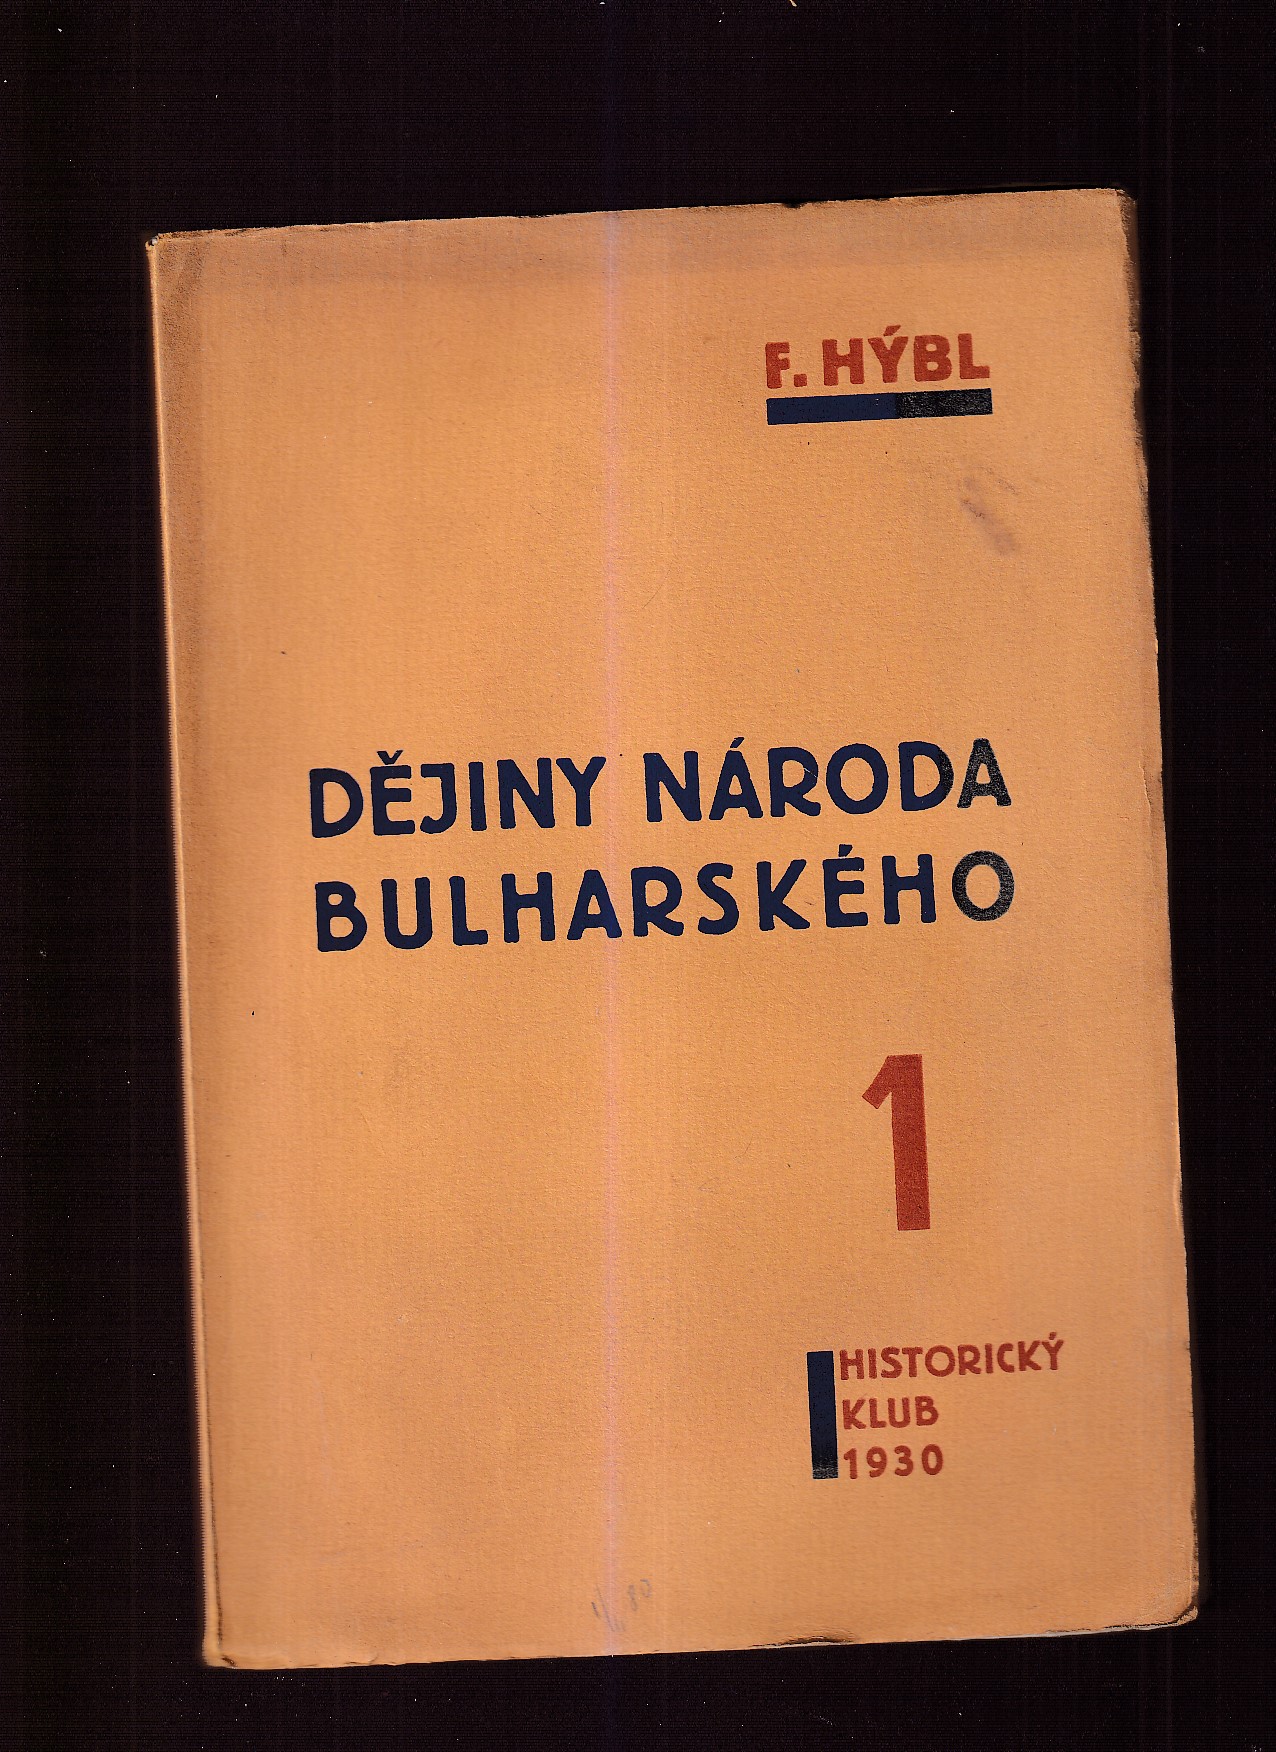 F. HÝBL
DĚJINY NÁRODA
BULHARSKÉHO
1
HISTORICKÝ
KLUB
1930